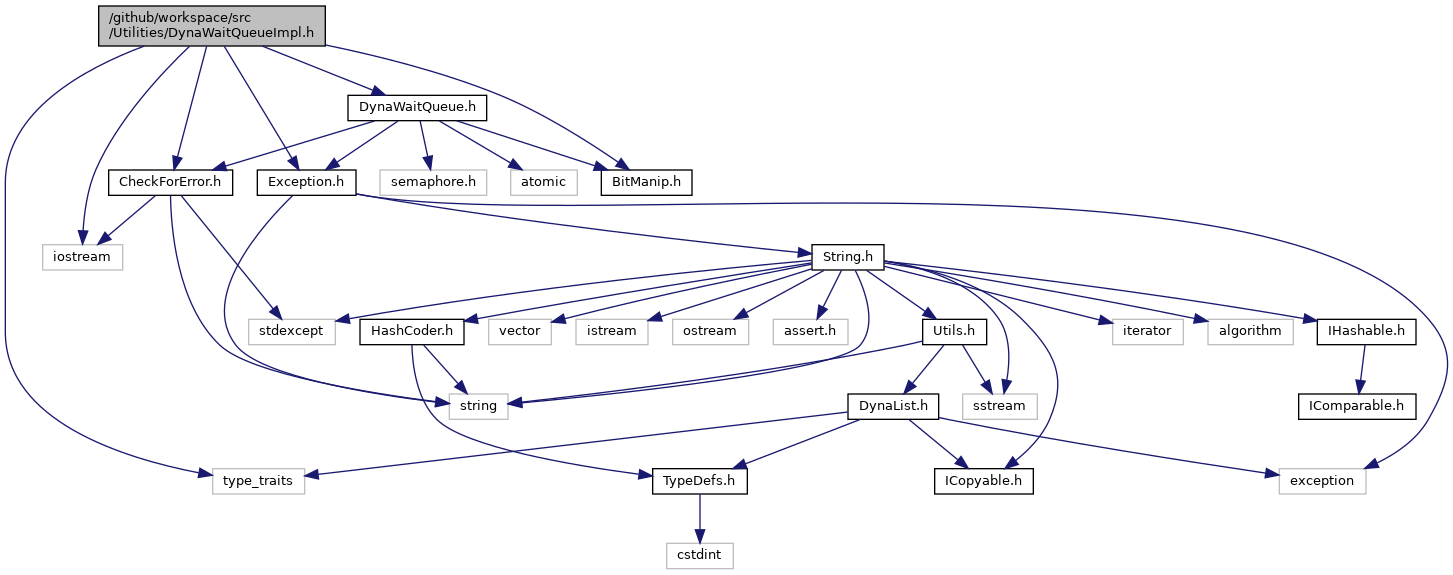 /github/workspace/src
/Utilities/DynaWaitQueueImpl.h
DynaWaitQueue.h
CheckForError.h
Exception.h
semaphore.h
atomic
BitManip.h
iostream
String.h
stdexcept
HashCoder.h
vector
istream
ostream
assert.h
Utils.h
iterator
algorithm
IHashable.h
string
DynaList.h
sstream
IComparable.h
type_traits
TypeDefs.h
ICopyable.h
exception
cstdint